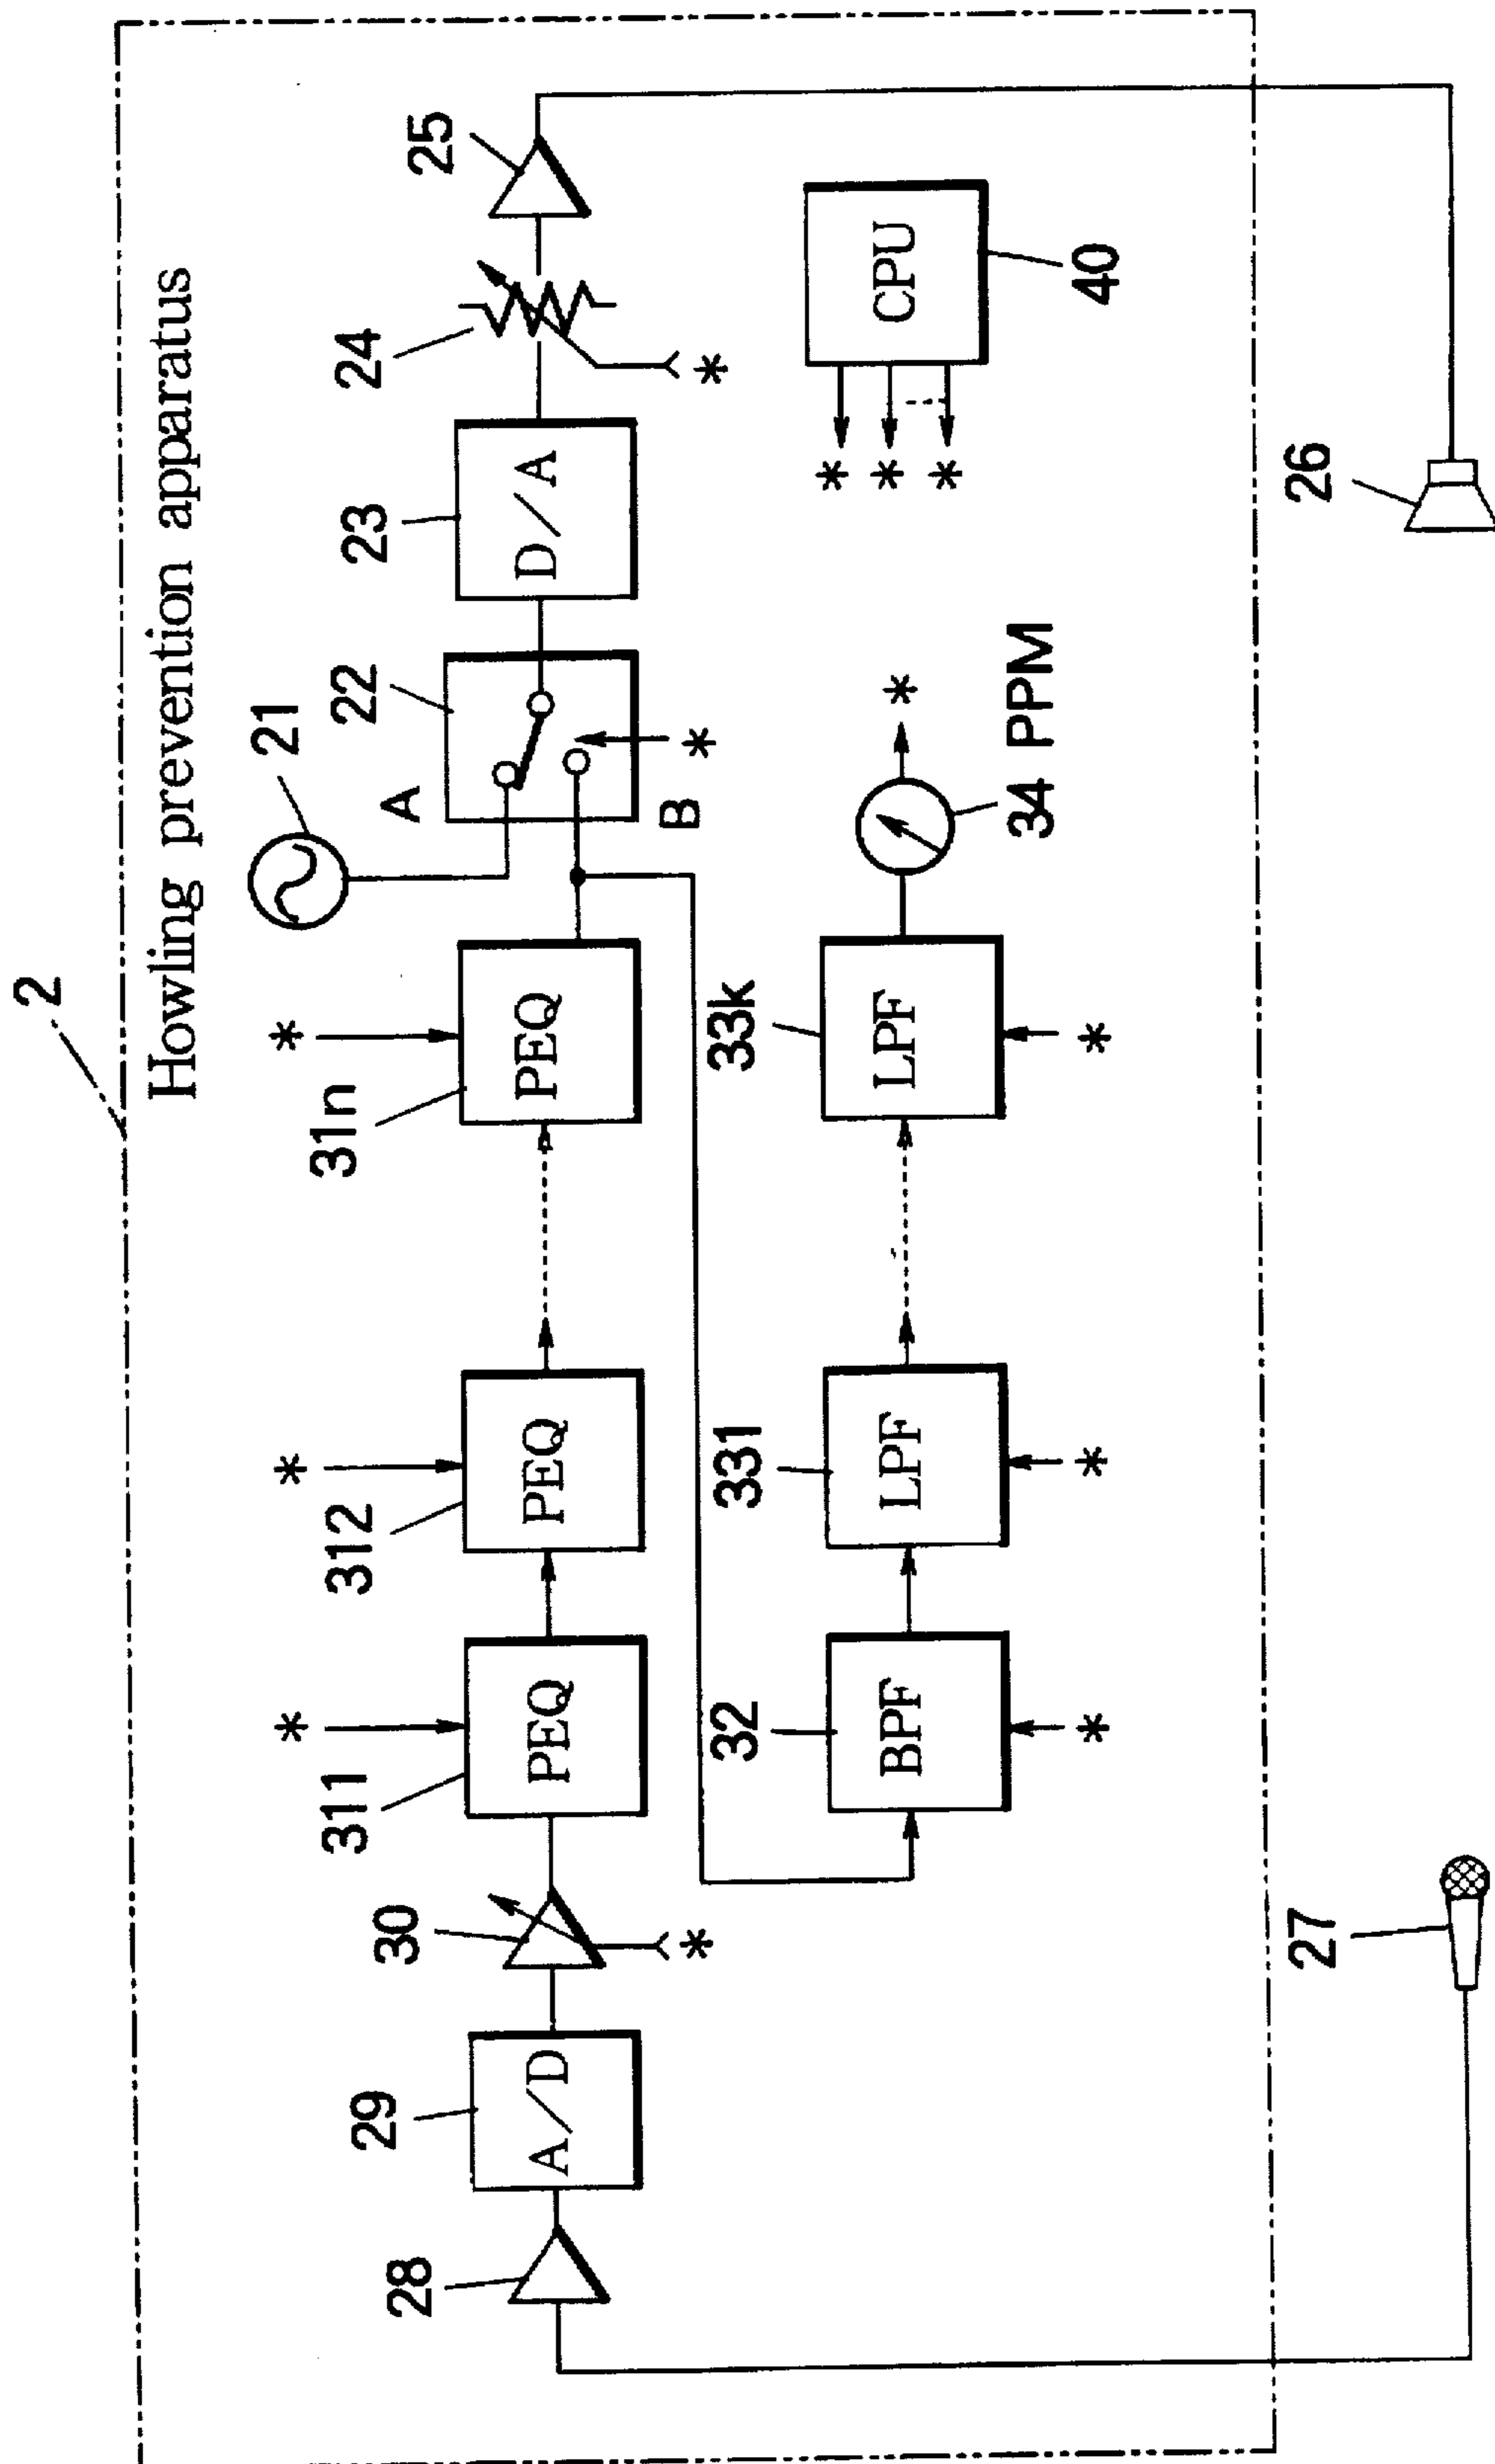 2
Howling prevention apparatus
21
28
29
A/D
30
*
311
*
PEQ
312
*
PEQ
31n
*
PEQ
A
B
22
*
23
D/A
24
*
25
32
BPF
*
331
LPF
*
33k
LPF
*
34 PPM
*
*
*
*
CPU
40
27
26